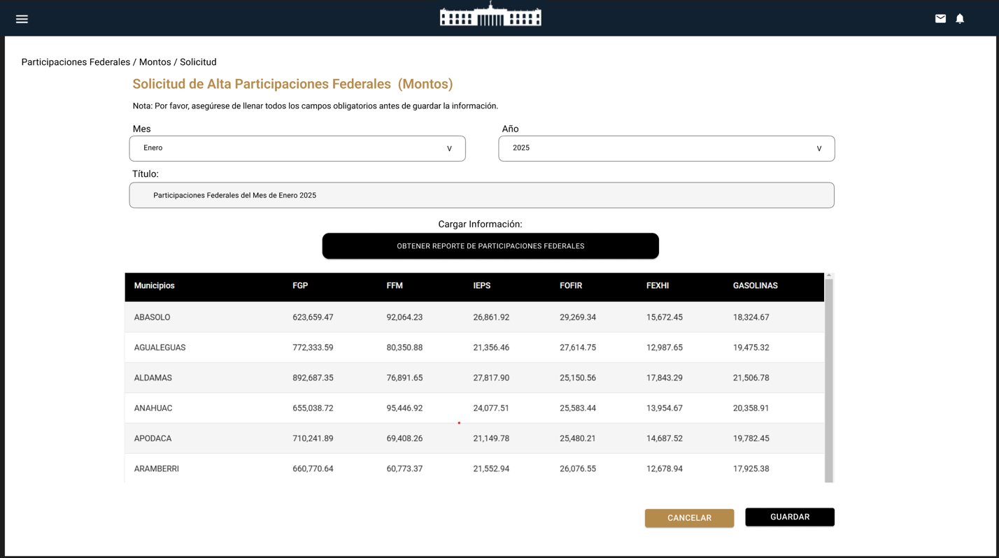 Participaciones Federales / Montos / Solicitud
Solicitud de Alta Participaciones Federales (Montos)
Nota: Por favor, asegúrese de llenar todos los campos obligatorios antes de guardar la información.
Mes Año
Enero V 2025 V
Título:
Participaciones Federales del Mes de Enero 2025
Cargar Información:
OBTENER REPORTE DE PARTICIPACIONES FEDERALES
Municipios FGP FFM IEPS FOFIR FEXHI GASOLINAS
ABASOLO 623,659.47 92,064.23 26,861.92 29,269.34 15,672.45 18,324.67
AGUALEGUAS 772,333.59 80,350.88 21,356.46 27,614.75 12,987.65 19,475.32
ALDAMAS 892,687.35 76,891.65 27,817.90 25,150.56 17,843.29 21,506.78
ANAHUAC 655,038.72 95,446.92 24,077.51 25,583.44 13,954.67 20,358.91
APODACA 710,241.89 69,408.26 21,149.78 25,480.21 14,687.52 19,782.45
ARAMBERRI 660,770.64 60,773.37 21,552.94 26,076.55 12,678.94 17,925.38
CANCELAR GUARDAR